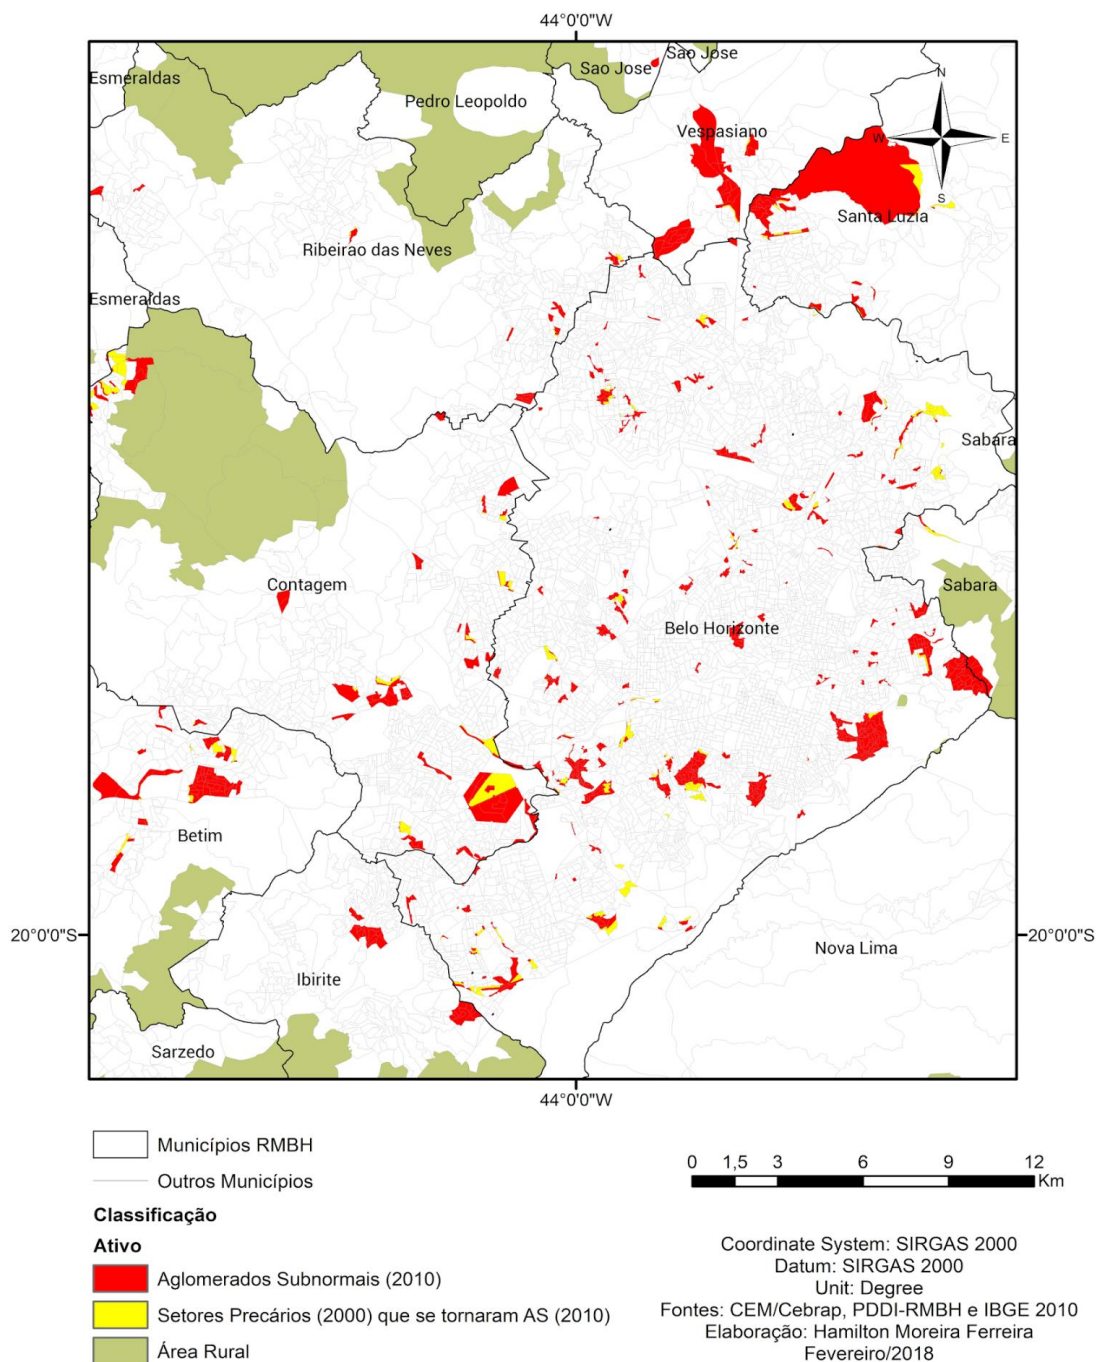 44°0'0"W
Sao Jose
Esmeraldas
Sao Jose
N
Pedro Leopoldo
Vespasiano
W
E
S
Santa Luzia
Ribeirao das Neves
Esmeraldas
Sabara
Contagem
Sabara
Belo Horizonte
Betim
20°0'0"S
20°0'0"S
Nova Lima
Ibirite
Sarzedo
44°0'0"W
Municípios RMBH
Outros Municípios
Classificação
Ativo
Aglomerados Subnormais (2010)
Setores Precários (2000) que se tornaram AS (2010)
Área Rural
0 1,5 3 6 9 12
Km
Coordinate System: SIRGAS 2000
Datum: SIRGAS 2000
Unit: Degree
Fontes: CEM/Cebrap, PDDI-RMBH e IBGE 2010
Elaboração: Hamilton Moreira Ferreira
Fevereiro/2018